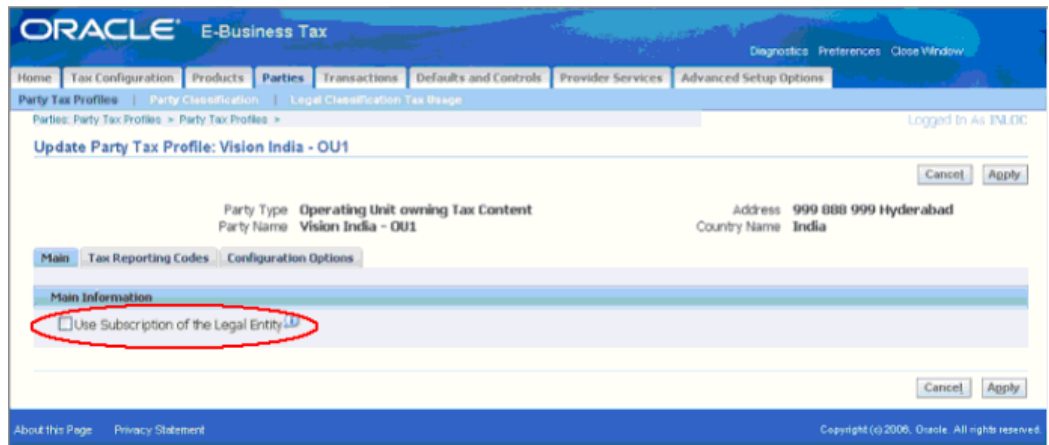 ORACLE® E-Business Tax
Diagnostics Preferences Close Window
Home Tax Configuration Products Parties Transactions Defaults and Controls Provider Services Advanced Setup Options
Party Tax Profiles | Party Classification | Legal Classification Tax Usage
Parties: Party Tax Profiles > Party Tax Profiles >
Logged In As INLOC
Update Party Tax Profile: Vision India - OU1
Cancel Apply
Party Type Operating Unit owning Tax Content Address 999 888 999 Hyderabad
Party Name Vision India - OU1 Country Name India
Main Tax Reporting Codes Configuration Options
Main Information
Use Subscription of the Legal Entity
Cancel Apply
About this Page Privacy Statement Copyright (c) 2006, Oracle. All rights reserved.